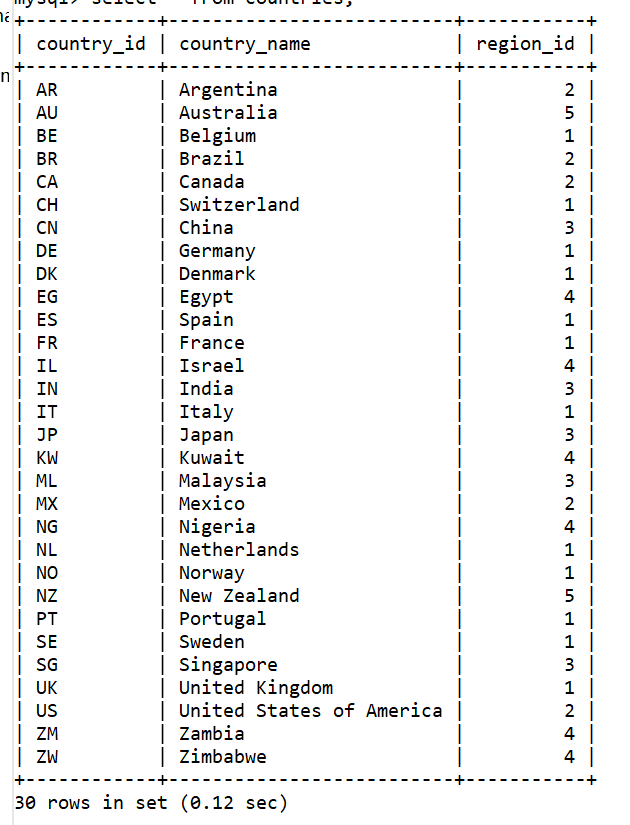 mysql> select * from countries;
+------------+--------------------------+-----------+
| country_id | country_name             | region_id |
+------------+--------------------------+-----------+
| AR         | Argentina                |         2 |
| AU         | Australia                |         5 |
| BE         | Belgium                  |         1 |
| BR         | Brazil                   |         2 |
| CA         | Canada                   |         2 |
| CH         | Switzerland              |         1 |
| CN         | China                    |         3 |
| DE         | Germany                  |         1 |
| DK         | Denmark                  |         1 |
| EG         | Egypt                    |         4 |
| ES         | Spain                    |         1 |
| FR         | France                   |         1 |
| IL         | Israel                   |         4 |
| IN         | India                    |         3 |
| IT         | Italy                    |         1 |
| JP         | Japan                    |         3 |
| KW         | Kuwait                   |         4 |
| ML         | Malaysia                 |         3 |
| MX         | Mexico                   |         2 |
| NG         | Nigeria                  |         4 |
| NL         | Netherlands              |         1 |
| NO         | Norway                   |         1 |
| NZ         | New Zealand              |         5 |
| PT         | Portugal                 |         1 |
| SE         | Sweden                   |         1 |
| SG         | Singapore                |         3 |
| UK         | United Kingdom           |         1 |
| US         | United States of America |         2 |
| ZM         | Zambia                   |         4 |
| ZW         | Zimbabwe                 |         4 |
+------------+--------------------------+-----------+
30 rows in set (0.12 sec)